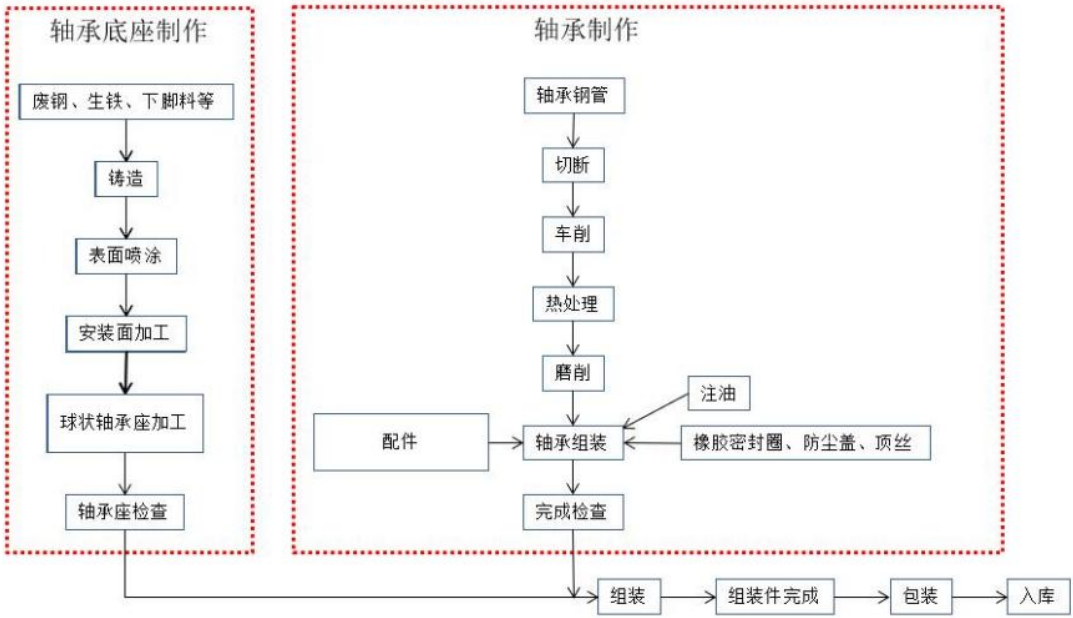 轴承底座制作
废钢、生铁、下脚料等
铸造
表面喷涂
安装面加工
球状轴承座加工
轴承座检查
轴承制作
轴承钢管
切断
车削
热处理
磨削
注油
配件
轴承组装
橡胶密封圈、防尘盖、顶丝
完成检查
组装
组装件完成
包装
入库